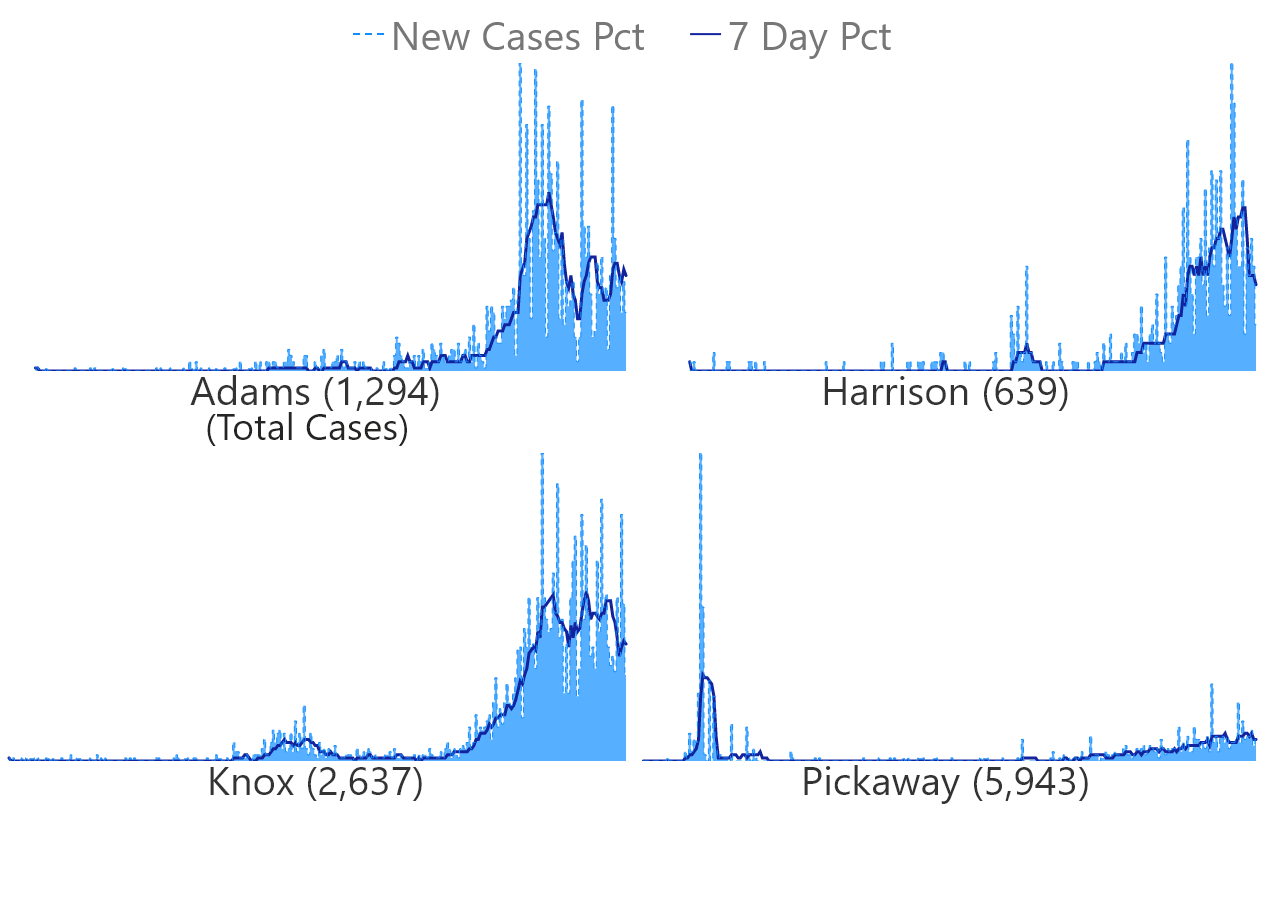 New Cases Pct 7 Day Pct
Adams (1,294)
(Total Cases)
Harrison (639)
Knox (2,637)
Pickaway (5,943)